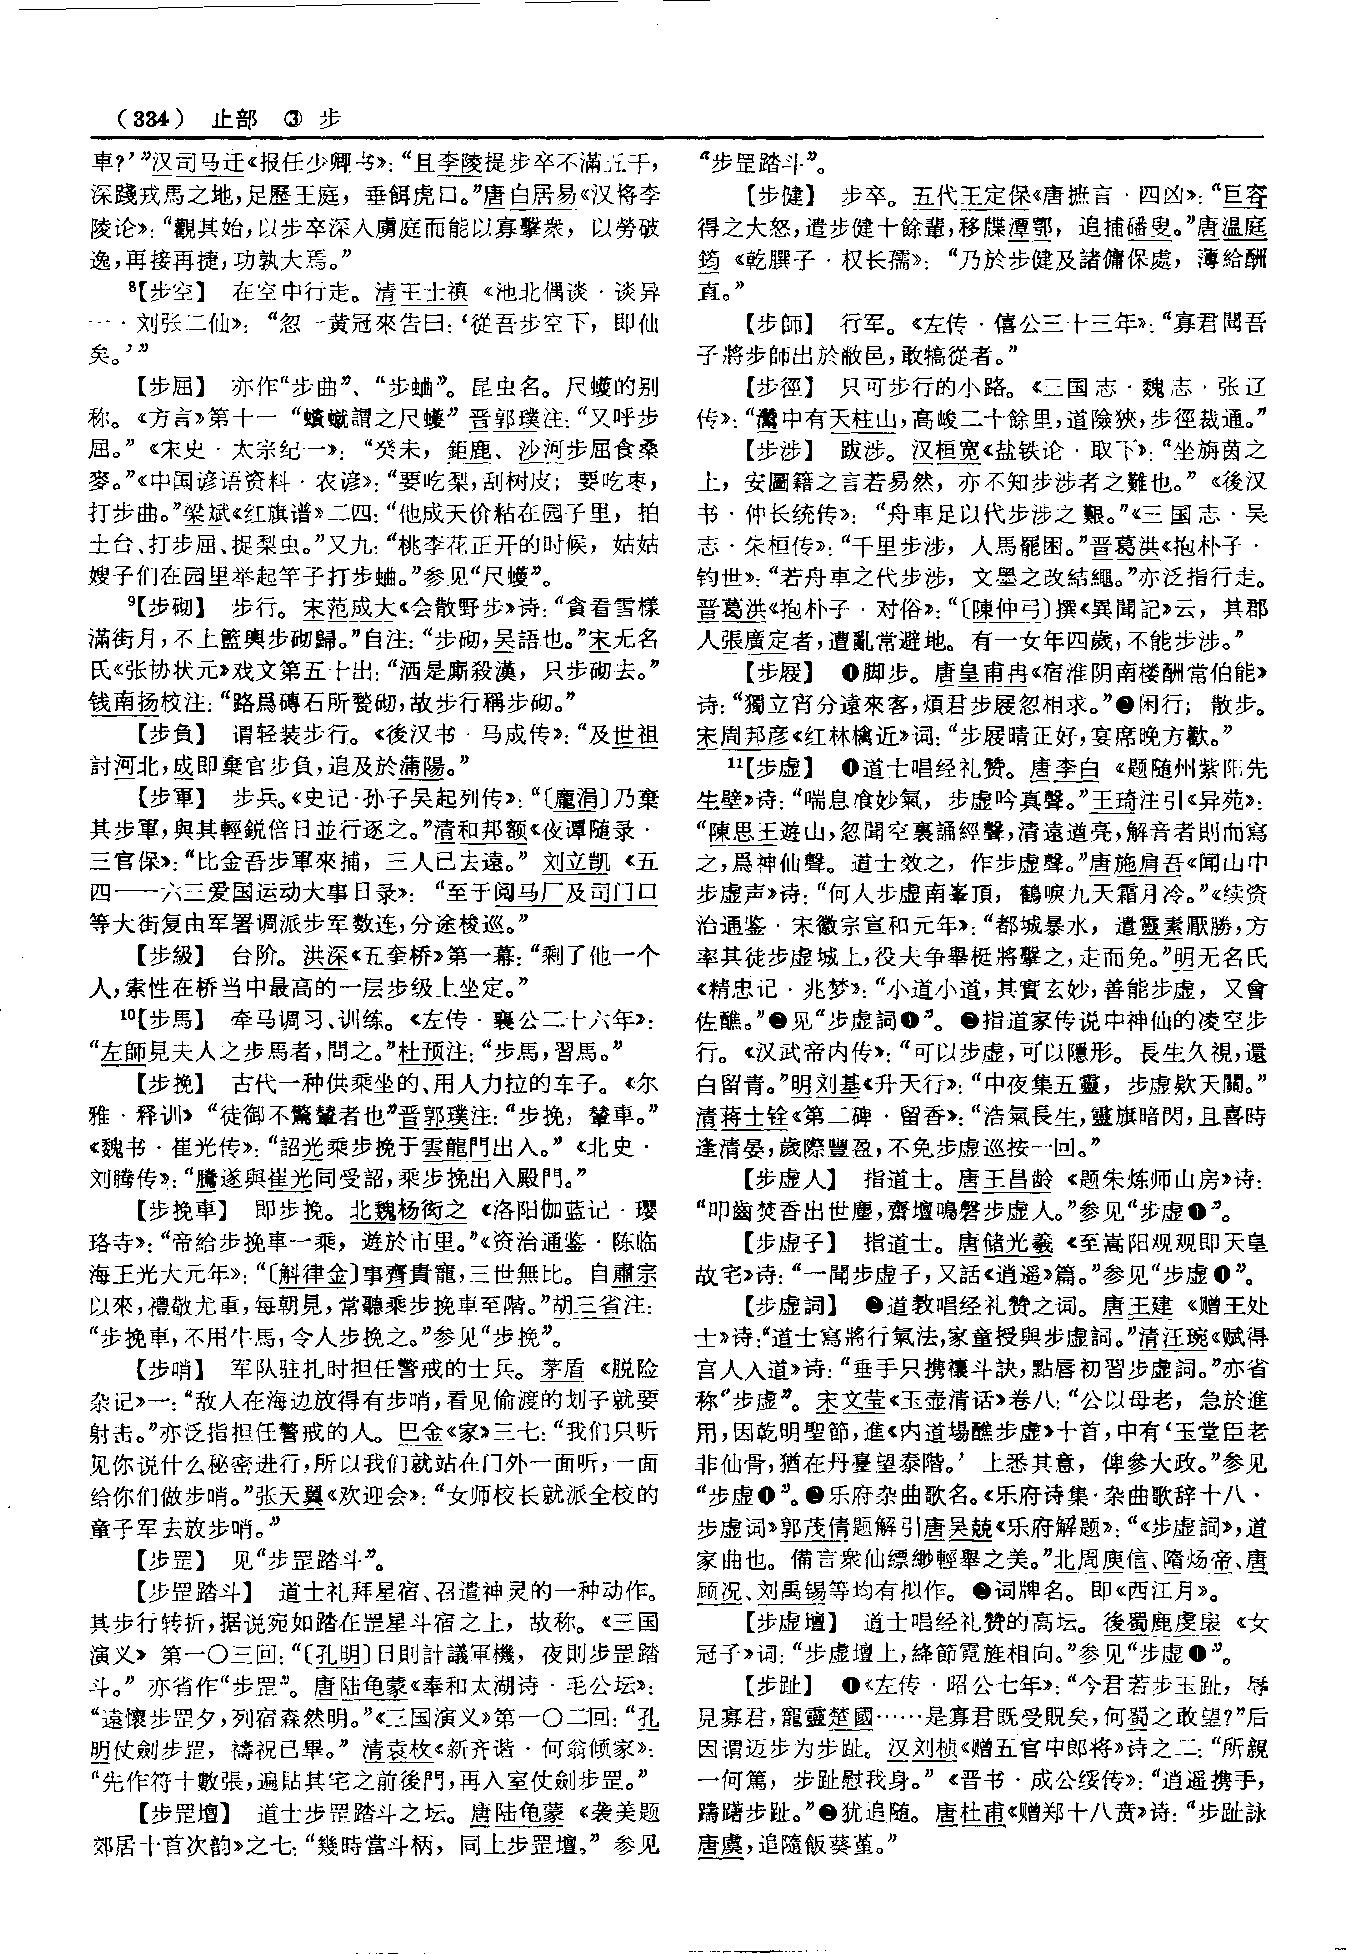 （334） 止部 ③ 步
車？’”汉司马迁《报任少卿书》：“且李陵提步卒不滿五千，
深踐戎馬之地，足歷王庭，垂餌虎口。”唐白居易《汉将李
陵论》：“觀其始，以步卒深入虜庭而能以寡擊衆，以勞破
逸，再接再捷，功孰大焉。”
⁸【步空】 在空中行走。清王士禛《池北偶谈·谈异
一·刘张二仙》：“忽一黄冠來告曰：‘從吾步空下，即仙
矣。’”
【步屈】 亦作“步曲”、“步蛐”。昆虫名。尺蠖的别
称。《方言》第十一“蠀𧑓謂之尺蠖”晋郭璞注：“又呼步
屈。”《宋史·太宗纪一》：“癸未，鉅鹿、沙河步屈食桑
麥。”《中国谚语资料·农谚》：“要吃梨，刮树皮；要吃枣，
打步曲。”梁斌《红旗谱》二四：“他成天价粘在园子里，拍
土台、打步屈、捉梨虫。”又九：“桃李花正开的时候，姑姑
嫂子们在园里举起竿子打步蛐。”参见“尺蠖”。
⁹【步砌】 步行。宋范成大《会散野步》诗：“貪看雪樣
滿街月，不上籃輿步砌歸。”自注：“步砌，吴語也。”宋无名
氏《张协状元》戏文第五十出：“洒是廝殺漢，只步砌去。”
钱南扬校注：“路爲磚石所甃砌，故步行稱步砌。”
【步負】 谓轻装步行。《後汉书·马成传》：“及世祖
討河北，成即棄官步負，追及於蒲陽。”
【步軍】 步兵。《史记·孙子吴起列传》：“〔龐涓〕乃棄
其步軍，與其輕鋭倍日並行逐之。”清和邦额《夜谭随录·
三官保》：“比金吾步軍來捕，三人已去遠。”刘立凯《五
四——六三爱国运动大事日录》：“至于阅马厂及司门口
等大街复由军署调派步军数连，分途梭巡。”
【步級】 台阶。洪深《五奎桥》第一幕：“剩了他一个
人，索性在桥当中最高的一层步级上坐定。”
¹⁰【步馬】 牵马调习、训练。《左传·襄公二十六年》：
“左師見夫人之步馬者，問之。”杜预注：“步馬，習馬。”
【步挽】 古代一种供乘坐的、用人力拉的车子。《尔
雅·释训》“徒御不驚輦者也”晋郭璞注：“步挽，輦車。”
《魏书·崔光传》：“詔光乘步挽于雲龍門出入。”《北史·
刘腾传》：“騰遂與崔光同受詔，乘步挽出入殿門。”
【步挽車】 即步挽。北魏杨衒之《洛阳伽蓝记·璎
珞寺》：“帝給步挽車一乘，遊於市里。”《资治通鉴·陈临
海王光大元年》：“〔斛律金〕事齊貴寵，三世無比。自肅宗
以來，禮敬尤重，每朝見，常聽乘步挽車至階。”胡三省注：
“步挽車，不用牛馬，令人步挽之。”参见“步挽”。
【步哨】 军队驻扎时担任警戒的士兵。茅盾《脱险
杂记》一：“敌人在海边放得有步哨，看见偷渡的划子就要
射击。”亦泛指担任警戒的人。巴金《家》三七：“我们只听
见你说什么秘密进行，所以我们就站在门外一面听，一面
给你们做步哨。”张天翼《欢迎会》：“女师校长就派全校的
童子军去放步哨。”
【步罡】 见“步罡踏斗”。
【步罡踏斗】 道士礼拜星宿、召遣神灵的一种动作。
其步行转折，据说宛如踏在罡星斗宿之上，故称。《三国
演义》第一〇三回：“〔孔明〕日則計議軍機，夜則步罡踏
斗。”亦省作“步罡”。唐陆龟蒙《奉和太湖诗·毛公坛》：
“遠懷步罡夕，列宿森然明。”《三国演义》第一〇二回：“孔
明仗劍步罡，禱祝已畢。”清袁枚《新齐谐·何翁倾家》：
“先作符十數張，遍貼其宅之前後門，再入室仗劍步罡。”
【步罡壇】 道士步罡踏斗之坛。唐陆龟蒙《袭美题
郊居十首次韵》之七：“幾時當斗柄，同上步罡壇。”参见
“步罡踏斗”。
【步健】 步卒。五代王定保《唐摭言·四凶》：“巨容
得之大怒，遣步健十餘輩，移牒潭鄂，追捕磻叟。”唐温庭
筠《乾𦠆子·权长孺》：“乃於步健及諸傭保處，薄給酬
直。”
【步師】 行军。《左传·僖公三十三年》：“寡君聞吾
子將步師出於敝邑，敢犒從者。”
【步徑】 只可步行的小路。《三国志·魏志·张辽
传》：“灊中有天柱山，高峻二十餘里，道險狹，步徑裁通。”
【步涉】 跋涉。汉桓宽《盐铁论·取下》：“坐旃茵之
上，安圖籍之言若易然，亦不知步涉者之難也。”《後汉
书·仲长统传》：“舟車足以代步涉之艱。”《三国志·吴
志·朱桓传》：“千里步涉，人馬罷困。”晋葛洪《抱朴子·
钧世》：“若舟車之代步涉，文墨之改結繩。”亦泛指行走。
晋葛洪《抱朴子·对俗》：“〔陳仲弓〕撰《異聞記》云，其郡
人張廣定者，遭亂常避地。有一女年四歲，不能步涉。”
【步屐】 ❶脚步。唐皇甫冉《宿淮阴南楼酬常伯能》
诗：“獨立宵分遠來客，煩君步屐忽相求。”❷闲行；散步。
宋周邦彦《红林檎近》词：“步屐晴正好，宴席晚方歡。”
¹¹【步虚】 ❶道士唱经礼赞。唐李白《题随州紫阳先
生壁》诗：“喘息飡妙氣，步虚吟真聲。”王琦注引《异苑》：
“陳思王遊山，忽聞空裏誦經聲，清遠遒亮，解音者則而寫
之，爲神仙聲。道士效之，作步虚聲。”唐施肩吾《闻山中
步虚声》诗：“何人步虚南峯頂，鶴唳九天霜月冷。”《续资
治通鉴·宋徽宗宣和元年》：“都城暴水，遣靈素厭勝，方
率其徒步虚城上，役夫争舉梃將擊之，走而免。”明无名氏
《精忠记·兆梦》：“小道小道，其實玄妙，善能步虚，又會
佐醮。”❷见“步虚詞❶”。❸指道家传说中神仙的凌空步
行。《汉武帝内传》：“可以步虚，可以隱形。長生久視，還
白留青。”明刘基《升天行》：“中夜集五靈，步虚欵天關。”
清蒋士铨《第二碑·留香》：“浩氣長生，靈旗暗閃，且喜時
逢清晏，歲際豐盈，不免步虚巡按一回。”
【步虚人】 指道士。唐王昌龄《题朱炼师山房》诗：
“叩齒焚香出世塵，齋壇鳴磬步虚人。”参见“步虚❶”。
【步虚子】 指道士。唐储光羲《至嵩阳观观即天皇
故宅》诗：“一聞步虚子，又話《逍遥》篇。”参见“步虚❶”。
【步虚詞】 ❶道教唱经礼赞之词。唐王建《赠王处
士》诗：“道士寫將行氣法，家童授與步虚詞。”清汪琬《赋得
宫人入道》诗：“垂手只携禳斗訣，點唇初習步虚詞。”亦省
称“步虚”。宋文莹《玉壶清话》卷八：“公以母老，急於進
用，因乾明聖節，進《内道場醮步虚》十首，中有‘玉堂臣老
非仙骨，猶在丹臺望泰階。’上悉其意，俾參大政。”参见
“步虚❶”。❷乐府杂曲歌名。《乐府诗集·杂曲歌辞十八·
步虚词》郭茂倩题解引唐吴兢《乐府解题》：“《步虚詞》，道
家曲也。備言衆仙縹缈輕舉之美。”北周庾信、隋炀帝、唐
顾况、刘禹锡等均有拟作。❸词牌名。即《西江月》。
【步虚壇】 道士唱经礼赞的高坛。後蜀鹿虔扆《女
冠子》词：“步虚壇上，絳節霓旌相向。”参见“步虚❶”。
【步趾】 ❶《左传·昭公七年》：“今君若步玉趾，辱
見寡君，寵靈楚國……是寡君既受貺矣，何蜀之敢望？”后
因谓迈步为步趾。汉刘桢《赠五官中郎将》诗之二：“所親
一何篤，步趾慰我身。”《晋书·成公绥传》：“逍遥携手，
躊躇步趾。”❷犹追随。唐杜甫《赠郑十八贲》诗：“步趾詠
唐虞，追隨飯葵堇。”